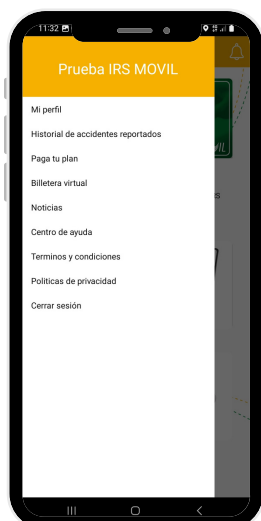 11:32
Prueba IRS MOVIL
Mi perfil
Historial de accidentes reportados
Paga tu plan
Billetera virtual
Noticias
Centro de ayuda
Terminos y condiciones
Politicas de privacidad
Cerrar sesión